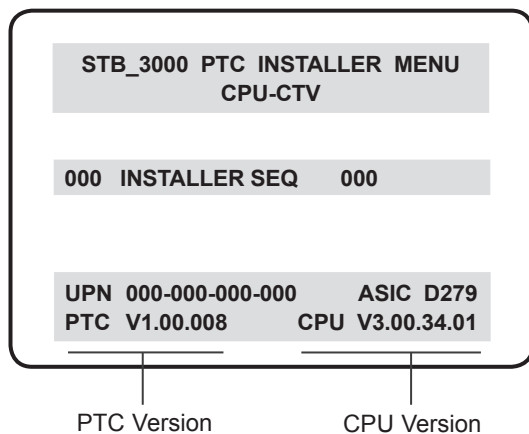 STB_3000 PTC INSTALLER MENU
CPU-CTV
000 INSTALLER SEQ 000
UPN 000-000-000-000 ASIC D279
PTC V1.00.008 CPU V3.00.34.01
PTC Version CPU Version